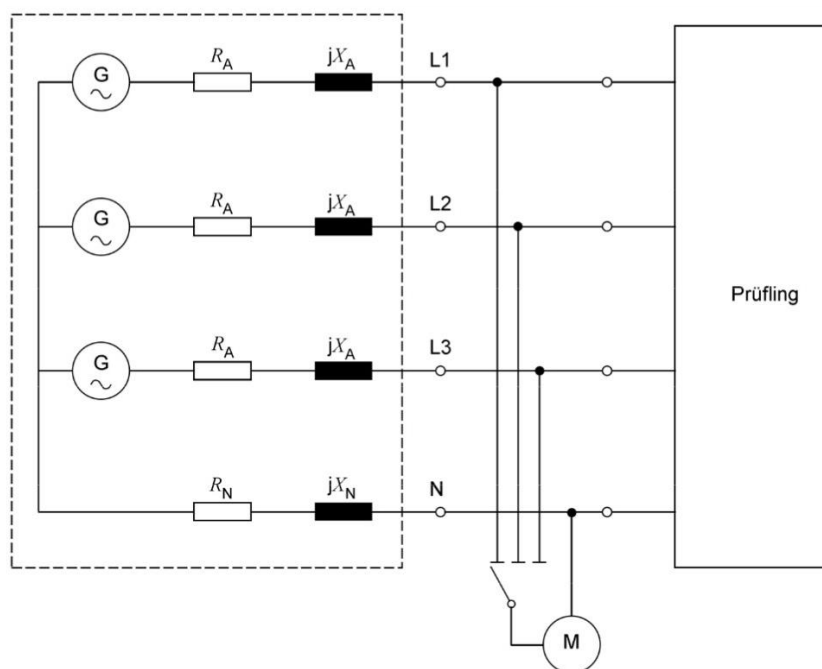 G R_A jX_A L1
G R_A jX_A L2
Prüfling
G R_A jX_A L3
R_N jX_N N
M